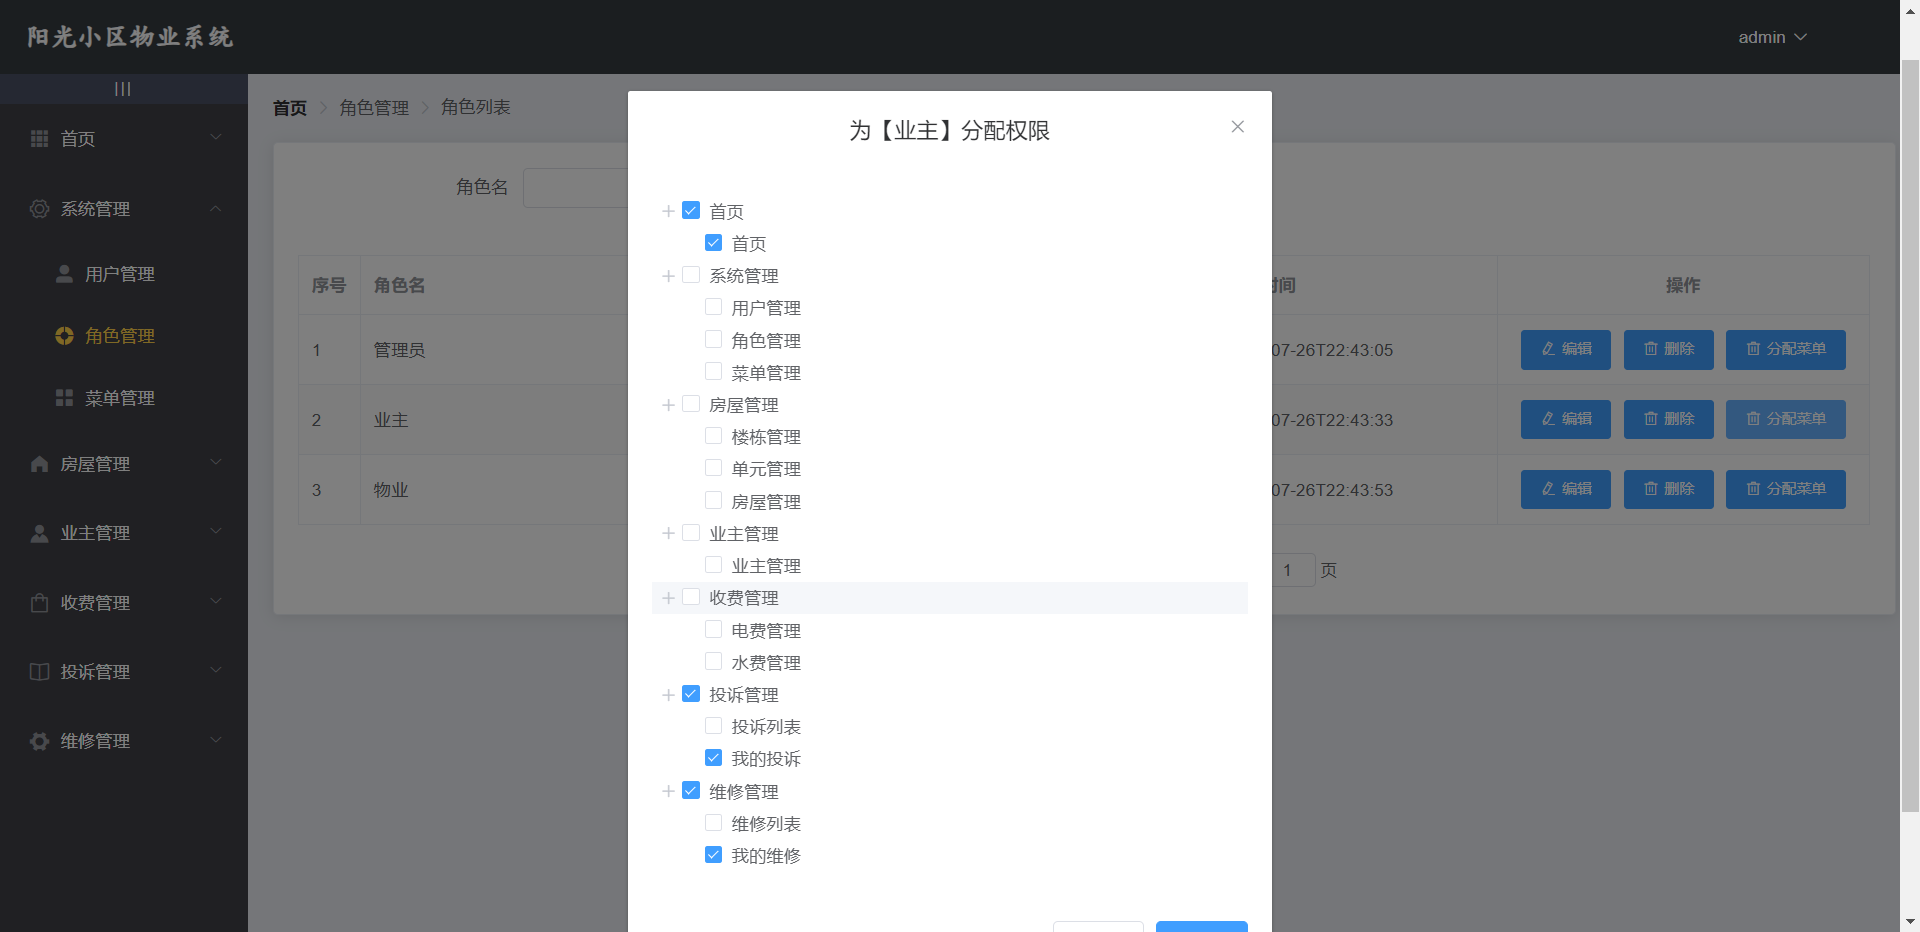 阳光小区物业系统
admin
|||
首页
系统管理
用户管理
角色管理
菜单管理
房屋管理
业主管理
收费管理
投诉管理
维修管理
首页 > 角色管理 > 角色列表
角色名
序号 角色名 时间 操作
1 管理员 07-26T22:43:05 编辑 删除 分配菜单
2 业主 07-26T22:43:33 编辑 删除 分配菜单
3 物业 07-26T22:43:53 编辑 删除 分配菜单
1 页
为【业主】分配权限
首页
首页
系统管理
用户管理
角色管理
菜单管理
房屋管理
楼栋管理
单元管理
房屋管理
业主管理
业主管理
收费管理
电费管理
水费管理
投诉管理
投诉列表
我的投诉
维修管理
维修列表
我的维修